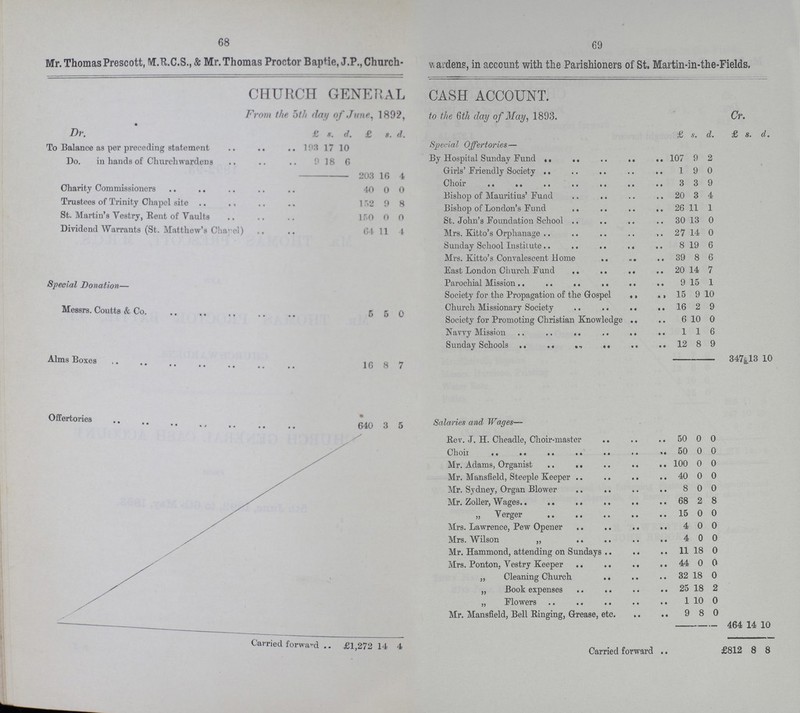 68
Mr. Thomas Prescott, M.R.C.S., & Mr. Thomas Proctor Baptie, J.P., Church-
CHURCH GENERAL
From the 5th day of June, 1892,
Dr.
£ s. d. £ s. d.
To Balance as per preceding statement .. .. .. 193 17 10
Do. in hands of Churchwardens .. .. .. 9 18 6
203 16 4
Charity Commissioners .. .. .. .. .. 40 0 0
Trustees of Trinity Chapel site .. .. .. .. 152 9 8
St. Martin's Vestry, Rent of Vaults .. .. .. 150 0 0
Dividend Warrants (St. Matthew's Chapel) .. .. 64 11 4
Special Donation—
Messrs. Coutts & Co. .. .. .. .. .. 5 5 0
Alms Boxes .. .. .. .. .. .. .. 16 8 7
Offertories .. .. .. .. .. .. .. 640 3 5
Carried forward .. £1,272 14 4
69
wardens, in account with the Parishioners of St. Martin-in-the-Fields.
CASH ACCOUNT.
to the 6th day of May, 1893.
Cr.
£ s. d. £ s. d.
Special Offertories—
By Hospital Sunday Fund .. .. .. .. .. 107 9 2
Girls' Friendly Society .. .. .. .. .. 1 9 0
Choir .. .. .. .. .. .. .. 3 3 9
Bishop of Mauritius' Fund .. .. .. .. 20 3 4
Bishop of London's Fund .. .. .. .. 26 11 1
St. John's Foundation School .. .. .. .. 30 13 0
Mrs. Kitto's Orphanage .. .. .. .. .. 27 14 0
Sunday School Institute .. .. .. .. .. 8 19 6
Mrs. Kitto's Convalescent Home .. .. .. 39 8 6
East London Church Fund .. .. .. .. 20 14 7
Parochial Mission .. .. .. .. .. .. 9 15 1
Society for the Propagation of the Gospel .. .. 15 9 10
Church Missionary Society .. .. .. .. 16 2 9
Society for Promoting Christian Knowledge .. .. 6 10 0
Navvy Mission .. .. .. .. .. .. 1 1 6
Sunday Schools .. .. .. .. .. .. 12 8 9
347 13 10
Salaries and Wages—
Rev. J. H. Cheadle, Choir-master .. .. .. 50 0 0
Choir .. .. .. .. .. .. .. 50 0 0
Mr. Adams, Organist .. .. .. .. .. 100 0 0
Mr. Mansfield, Steeple Keeper .. .. .. .. 40 0 0
Mr. Sydney, Organ Blower .. .. .. .. 8 0 0
Mr. Zoller, Wages .. .. .. .. .. .. 68 2 8
„ Verger .. .. .. .. .. 15 0 0
Mrs. Lawrence, Pew Opener .. .. .. .. 4 0 0
Mrs. Wilson „ .. .. .. .. 4 0 0
Mr. Hammond, attending on Sundays .. .. .. 11 18 0
Mrs. Ponton, Vestry Keeper .. .. .. .. 44 0 0
„ Cleaning Church .. .. .. 32 18 0
„ Book expenses .. .. .. .. 25 18 2
„ Flowers .. .. .. .. .. 1 10 0
Mr. Mansfield, Bell Ringing, Grease, etc. .. .. 9 8 0
464 14 10
Carried forward .. £812 8 8